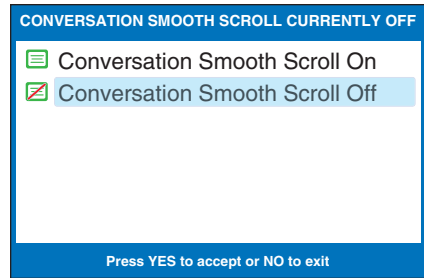 CONVERSATION SMOOTH SCROLL CURRENTLY OFF
Conversation Smooth Scroll On
Conversation Smooth Scroll Off
Press YES to accept or NO to exit